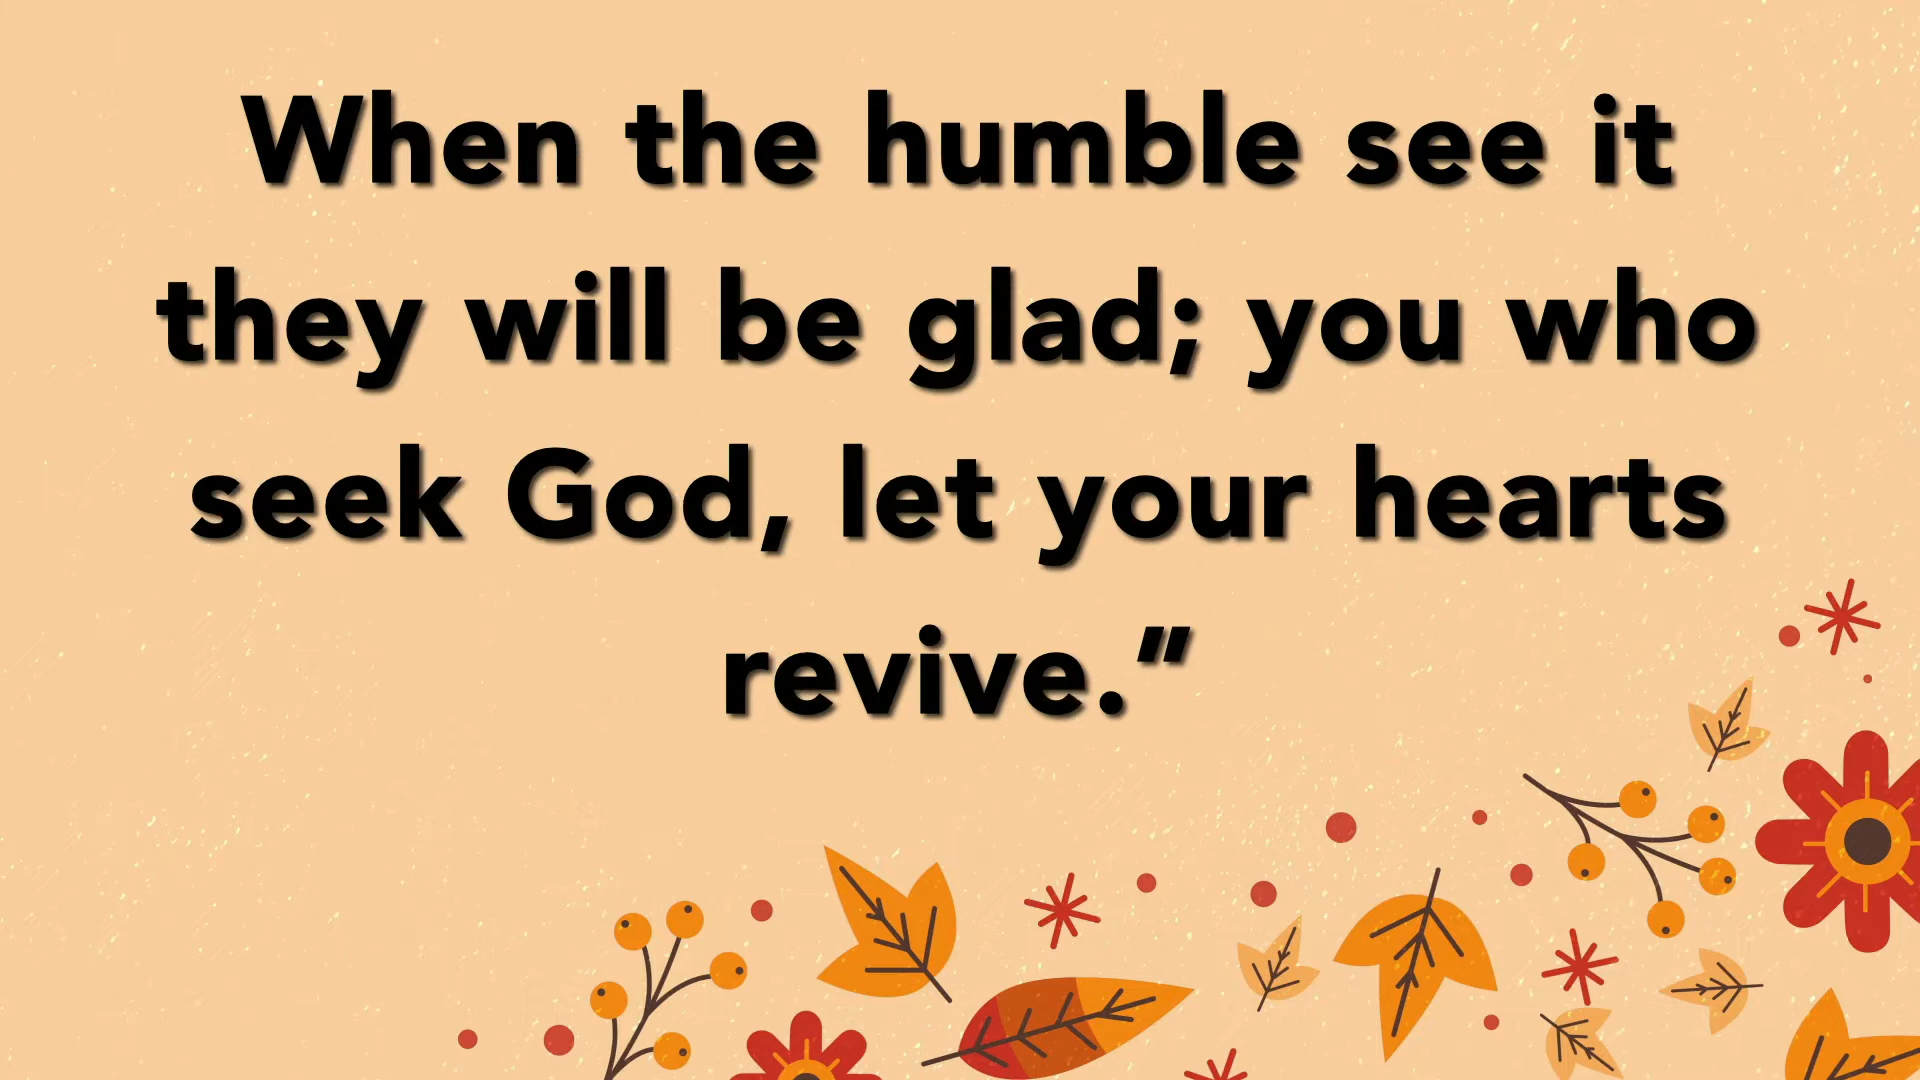 When the humble see it
they will be glad; you who
seek God, let your hearts
revive.”